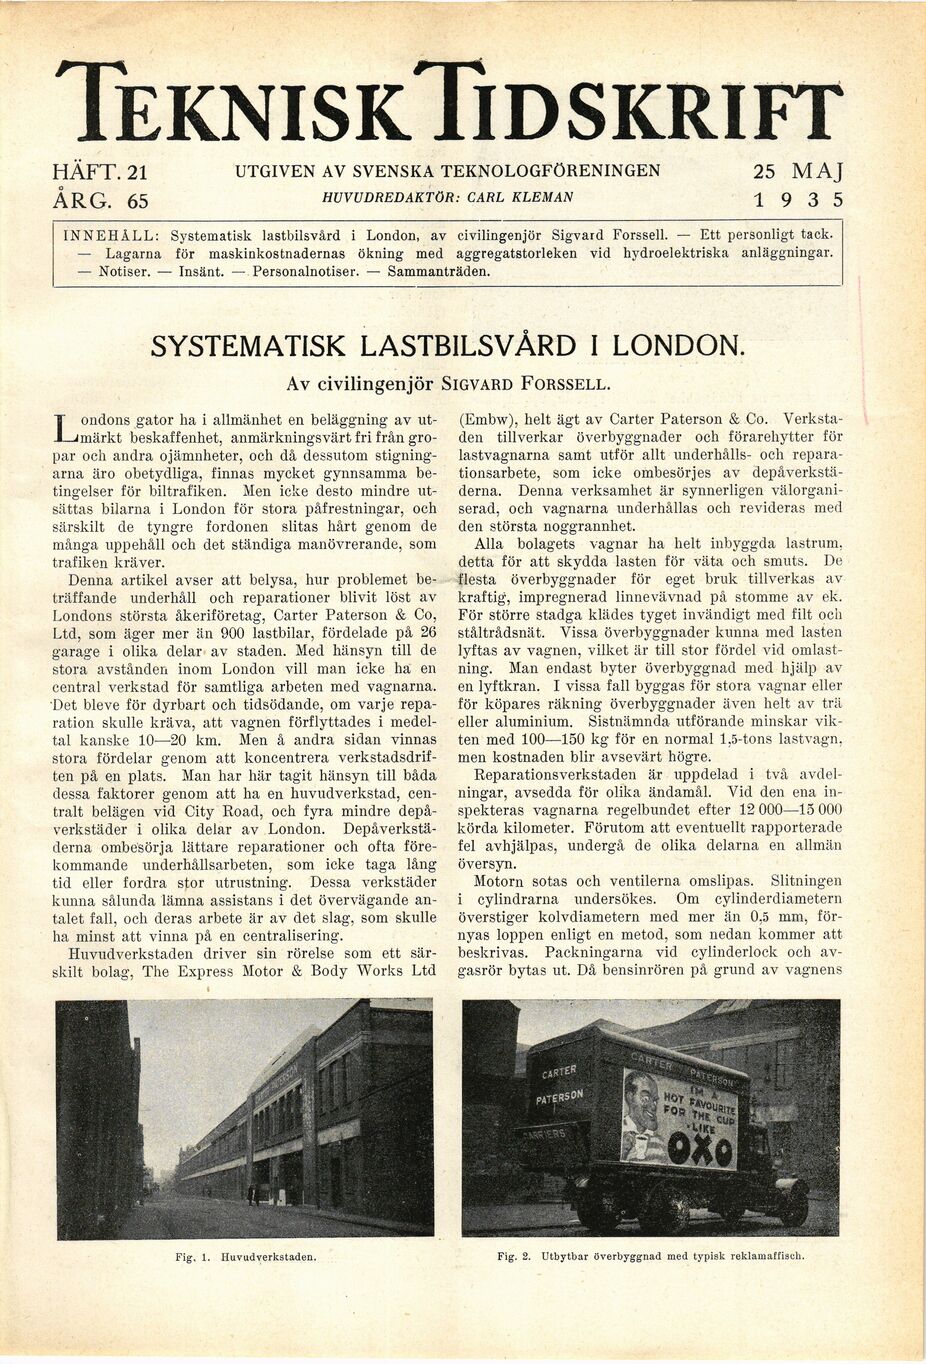 TEKNISK TIDSKRIFT
HÄFT. 21 UTGIVEN AV SVENSKA TEKNOLOGFÖRENINGEN 25 MAJ
ÅRG. 65 HUVUDREDAKTÖR: CARL KLEMAN 1935
INNEHÅLL: Systematisk lastbilsvård i London, av civilingenjör Sigvard Forssell. — Ett personligt tack.
— Lagarna för maskinkostnadernas ökning med aggregatstorleken vid hydroelektriska anläggningar.
— Notiser. — Insänt. — Personalnotiser. — Sammanträden.
SYSTEMATISK LASTBILSVÅRD I LONDON.
Av civilingenjör SIGVARD FORSSELL.
Londons gator ha i allmänhet en beläggning av ut-
märkt beskaffenhet, anmärkningsvärt fri från gro-
par och andra ojämnheter, och då dessutom stigning-
arna äro obetydliga, finnas mycket gynnsamma be-
tingelser för biltrafiken. Men icke desto mindre ut-
sättas bilarna i London för stora påfrestningar, och
särskilt de tyngre fordonen slitas hårt genom de
många uppehåll och det ständiga manövrerande, som
trafiken kräver.
Denna artikel avser att belysa, hur problemet be-
träffande underhåll och reparationer blivit löst av
Londons största åkeriföretag, Carter Paterson & Co,
Ltd, som äger mer än 900 lastbilar, fördelade på 26
garage i olika delar av staden. Med hänsyn till de
stora avstånden inom London vill man icke ha en
central verkstad för samtliga arbeten med vagnarna.
Det bleve för dyrbart och tidsödande, om varje repa-
ration skulle kräva, att vagnen förflyttades i medel-
tal kanske 10—20 km. Men å andra sidan vinnas
stora fördelar genom att koncentrera verkstadsdrif-
ten på en plats. Man har här tagit hänsyn till båda
dessa faktorer genom att ha en huvudverkstad, cen-
tralt belägen vid City Road, och fyra mindre depå-
verkstäder i olika delar av London. Depåverkstä-
derna ombesörja lättare reparationer och ofta före-
kommande underhållsarbeten, som icke taga lång
tid eller fordra stor utrustning. Dessa verkstäder
kunna sålunda lämna assistans i det övervägande an-
talet fall, och deras arbete är av det slag, som skulle
ha minst att vinna på en centralisering.
Huvudverkstaden driver sin rörelse som ett sär-
skilt bolag, The Express Motor & Body Works Ltd
(Embw), helt ägt av Carter Paterson & Co. Verksta-
den tillverkar överbyggnader och förarehytter för
lastvagnarna samt utför allt underhålls- och repara-
tionsarbete, som icke ombesörjes av depåverkstä-
derna. Denna verksamhet är synnerligen välorgani-
serad, och vagnarna underhållas och revideras med
den största noggrannhet.
Alla bolagets vagnar ha helt inbyggda lastrum,
detta för att skydda lasten för väta och smuts. De
flesta överbyggnader för eget bruk tillverkas av
kraftig, impregnerad linnevävnad på stomme av ek.
För större stadga klädes tyget invändigt med filt och
ståltrådsnät. Vissa överbyggnader kunna med lasten
lyftas av vagnen, vilket är till stor fördel vid omlast-
ning. Man endast byter överbyggnad med hjälp av
en lyftkran. I vissa fall byggas för stora vagnar eller
för köpares räkning överbyggnader även helt av trä
eller aluminium. Sistnämnda utförande minskar vik-
ten med 100—150 kg för en normal 1,5-tons lastvagn,
men kostnaden blir avsevärt högre.
Reparationsverkstaden är uppdelad i två avdel-
ningar, avsedda för olika ändamål. Vid den ena in-
spekteras vagnarna regelbundet efter 12 000—15 000
körda kilometer. Förutom att eventuellt rapporterade
fel avhjälpas, undergå de olika delarna en allmän
översyn.
Motorn sotas och ventilerna omslipas. Slitningen
i cylindrarna undersökes. Om cylinderdiametern
överstiger kolvdiametern med mer än 0,5 mm, för-
nyas loppen enligt en metod, som nedan kommer att
beskrivas. Packningarna vid cylinderlock och av-
gasrör bytas ut. Då bensinrören på grund av vagnens
CARTER
PATERSON
CARRIERS
CARTER PATERSON
I'M A
HOT FAVOURITE
FOR THE CUP
-LIKE
OXO
Fig. 1. Huvudverkstaden.
Fig. 2. Utbytbar överbyggnad med typisk reklamaffisch.